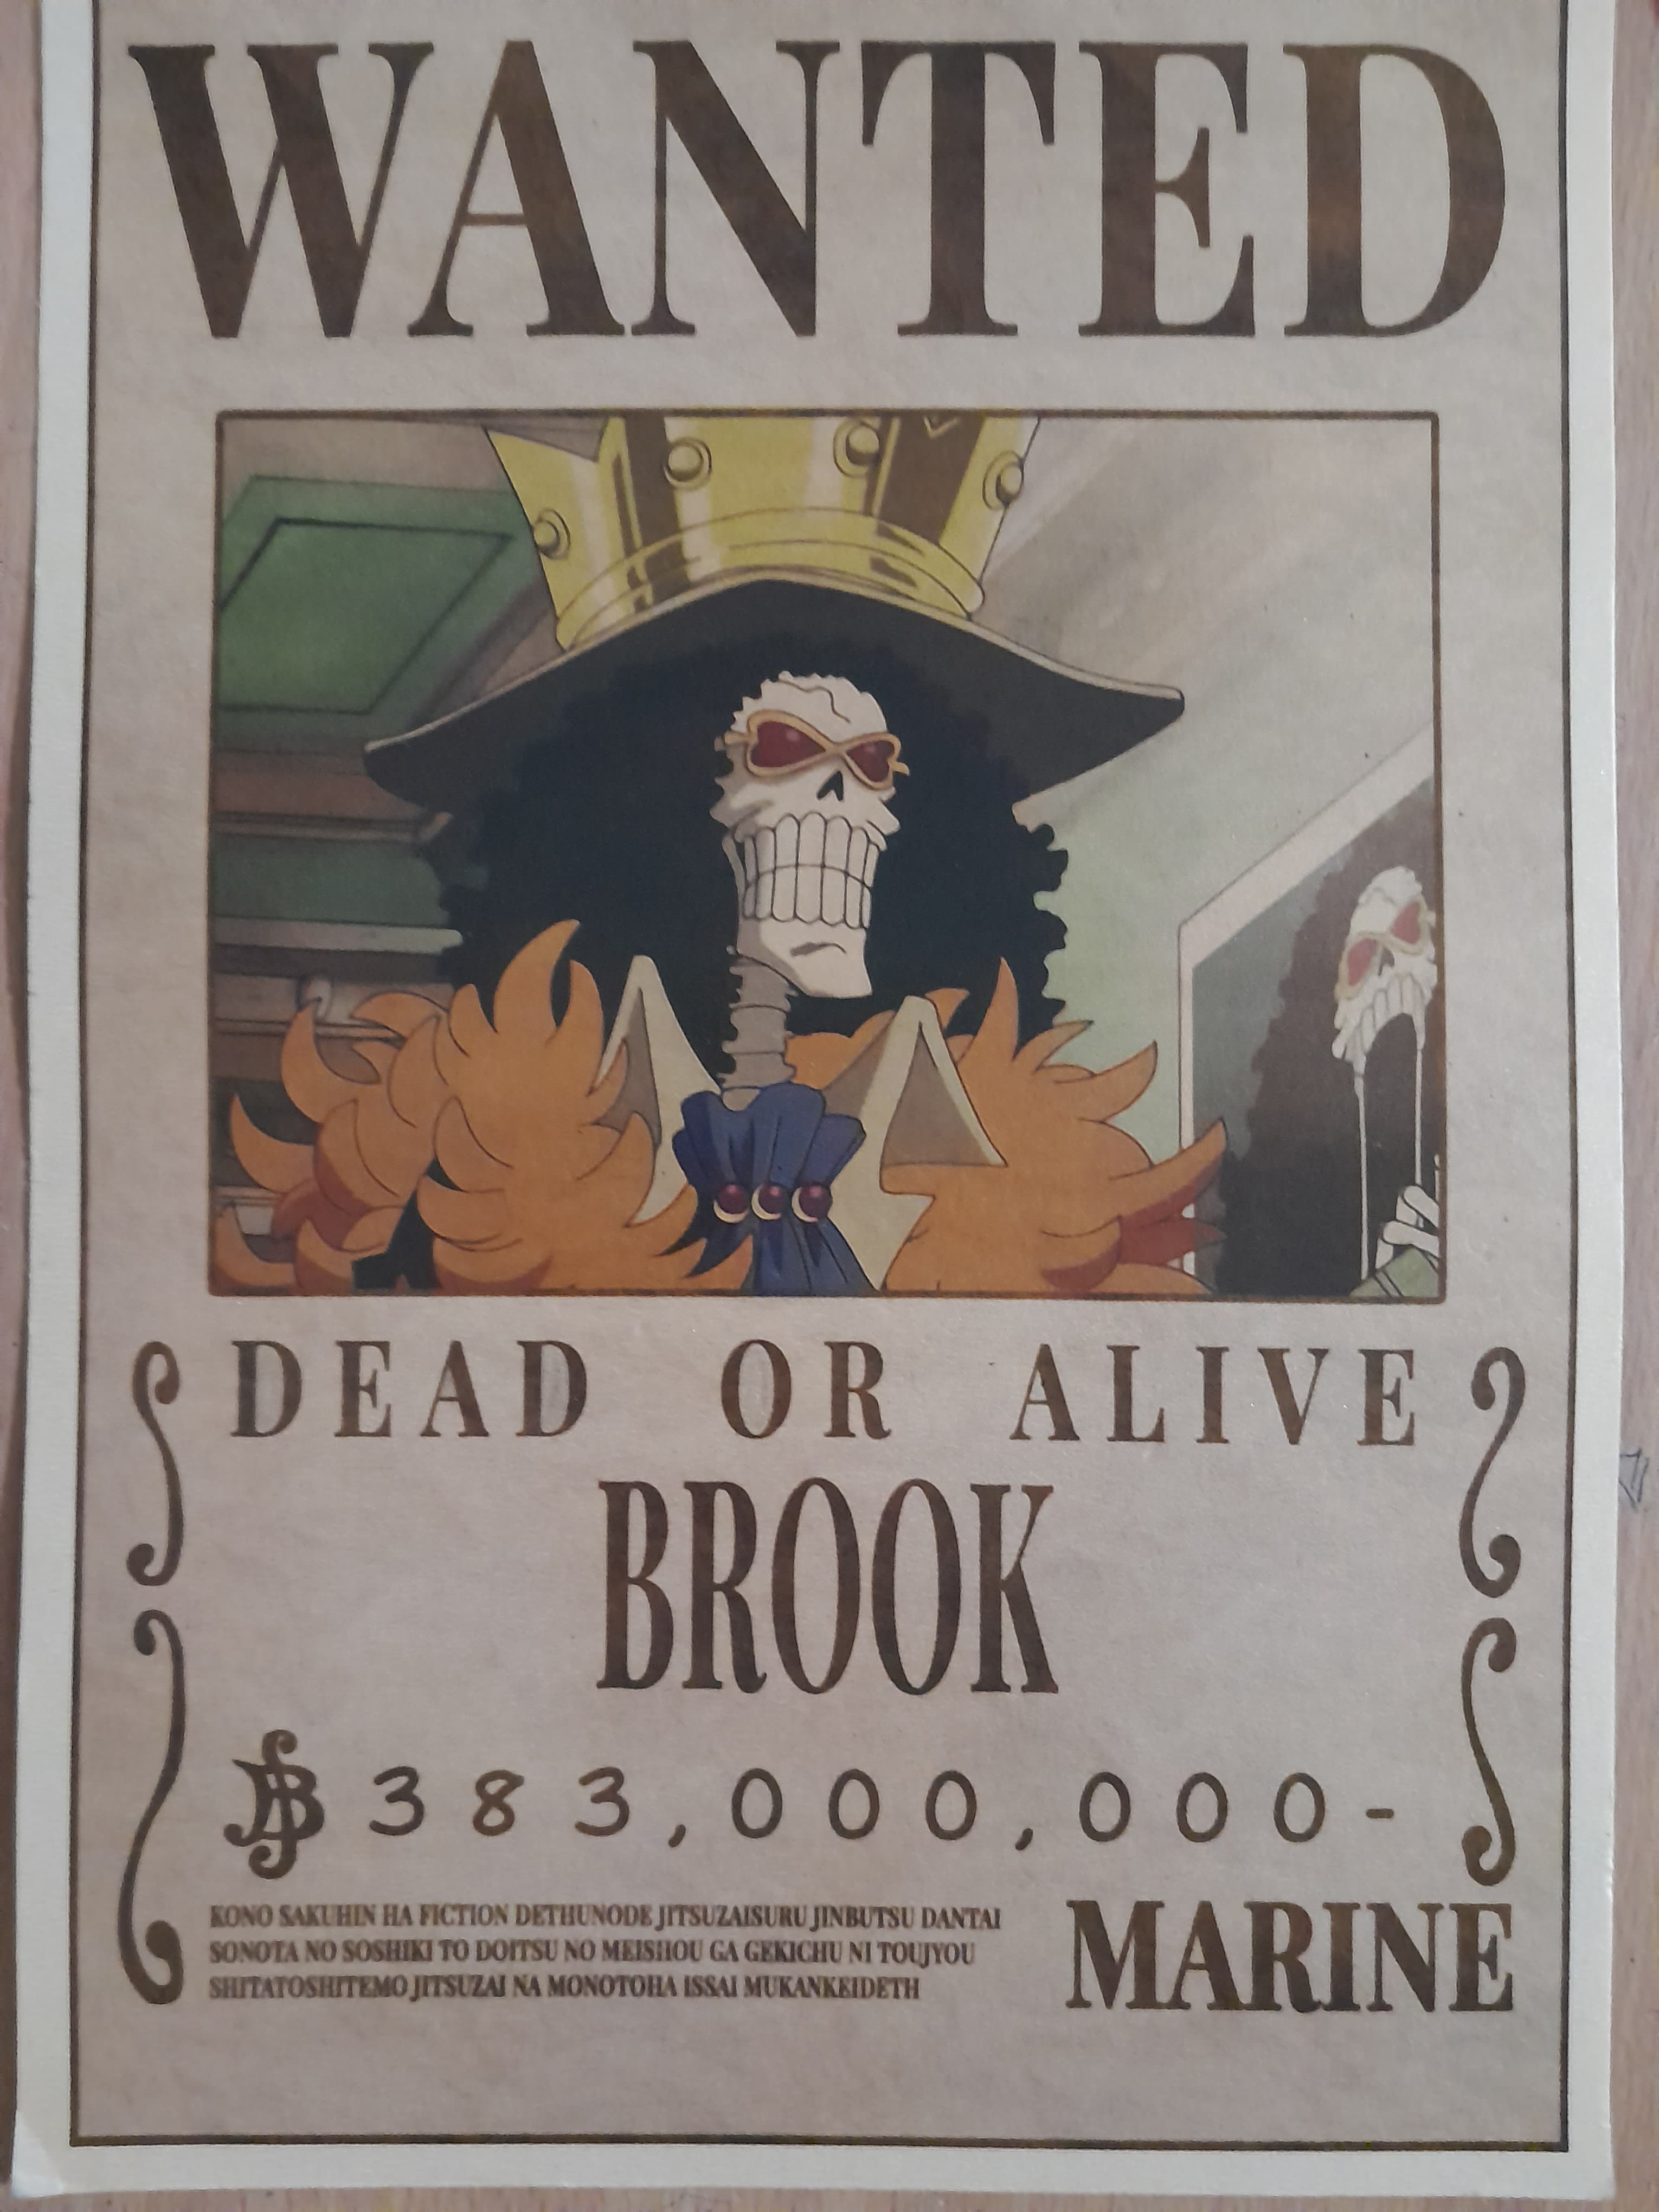 WANTED
DEAD OR ALIVE
BROOK
฿383,000,000-
KONO SAKUHIN HA FICTION DETHUNODE JITSUZAISURU JINBUTSU DANTAI
SONOTA NO SOSHIKI TO DOITSU NO MEISHOU GA GEKICHU NI TOUJYOU
SHITATOSHITEMO JITSUZAI NA MONOTOHA ISSAI MUKANKEIDETH
MARINE